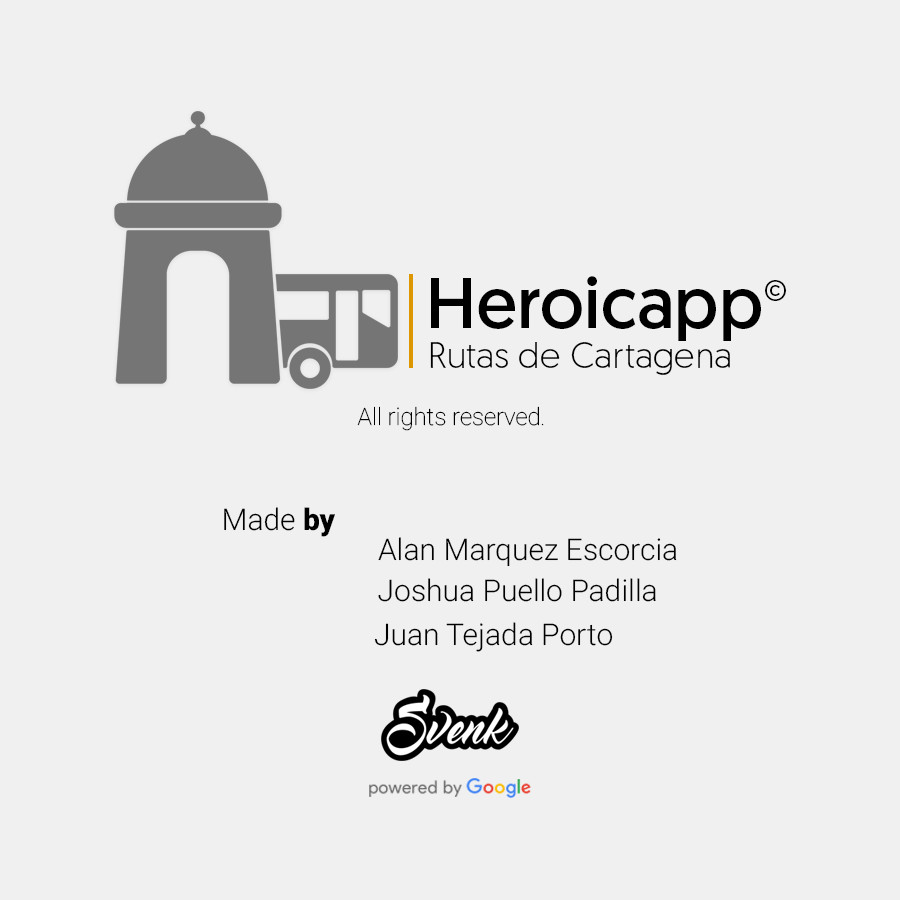 Heroicapp©
Rutas de Cartagena
All rights reserved.
Made by
Alan Marquez Escorcia
Joshua Puello Padilla
Juan Tejada Porto
Svenk
powered by Google